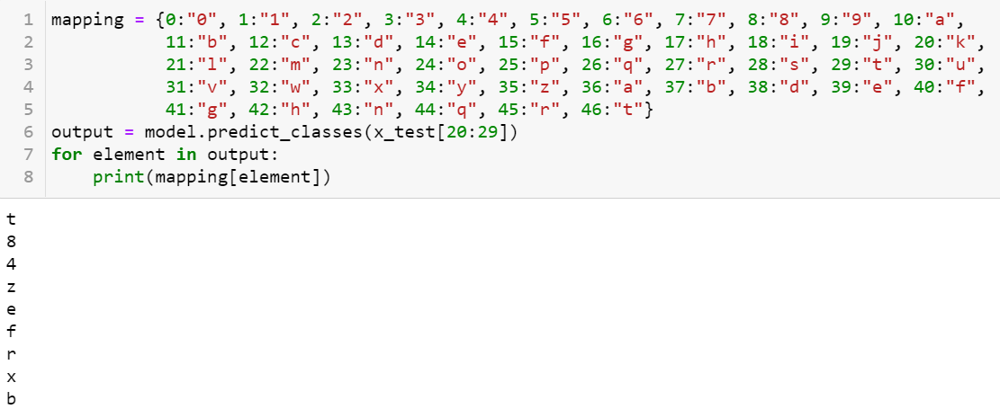 1 mapping = {0:"0", 1:"1", 2:"2", 3:"3", 4:"4", 5:"5", 6:"6", 7:"7", 8:"8", 9:"9", 10:"a",
2 11:"b", 12:"c", 13:"d", 14:"e", 15:"f", 16:"g", 17:"h", 18:"i", 19:"j", 20:"k",
3 21:"l", 22:"m", 23:"n", 24:"o", 25:"p", 26:"q", 27:"r", 28:"s", 29:"t", 30:"u",
4 31:"v", 32:"w", 33:"x", 34:"y", 35:"z", 36:"a", 37:"b", 38:"d", 39:"e", 40:"f",
5 41:"g", 42:"h", 43:"n", 44:"q", 45:"r", 46:"t"}
6 output = model.predict_classes(x_test[20:29])
7 for element in output:
8 print(mapping[element])
t
8
4
z
e
f
r
x
b